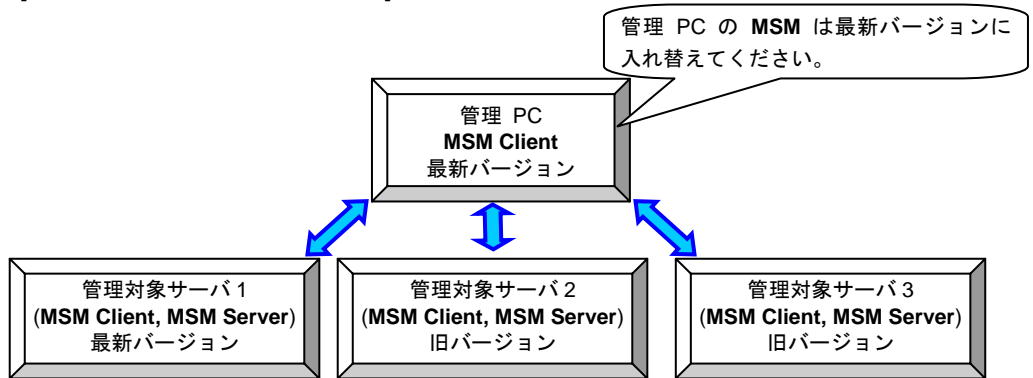 管理 PC の MSM は最新バージョンに
入れ替えてください。
管理 PC
MSM Client
最新バージョン
管理対象サーバ 1
(MSM Client, MSM Server)
最新バージョン
管理対象サーバ 2
(MSM Client, MSM Server)
旧バージョン
管理対象サーバ 3
(MSM Client, MSM Server)
旧バージョン